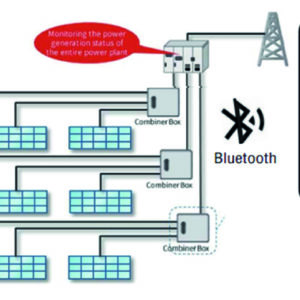 Monitoring the power
generation status of
the entire power plant
Combiner Box
Bluetooth
Combiner Box
Combiner Box